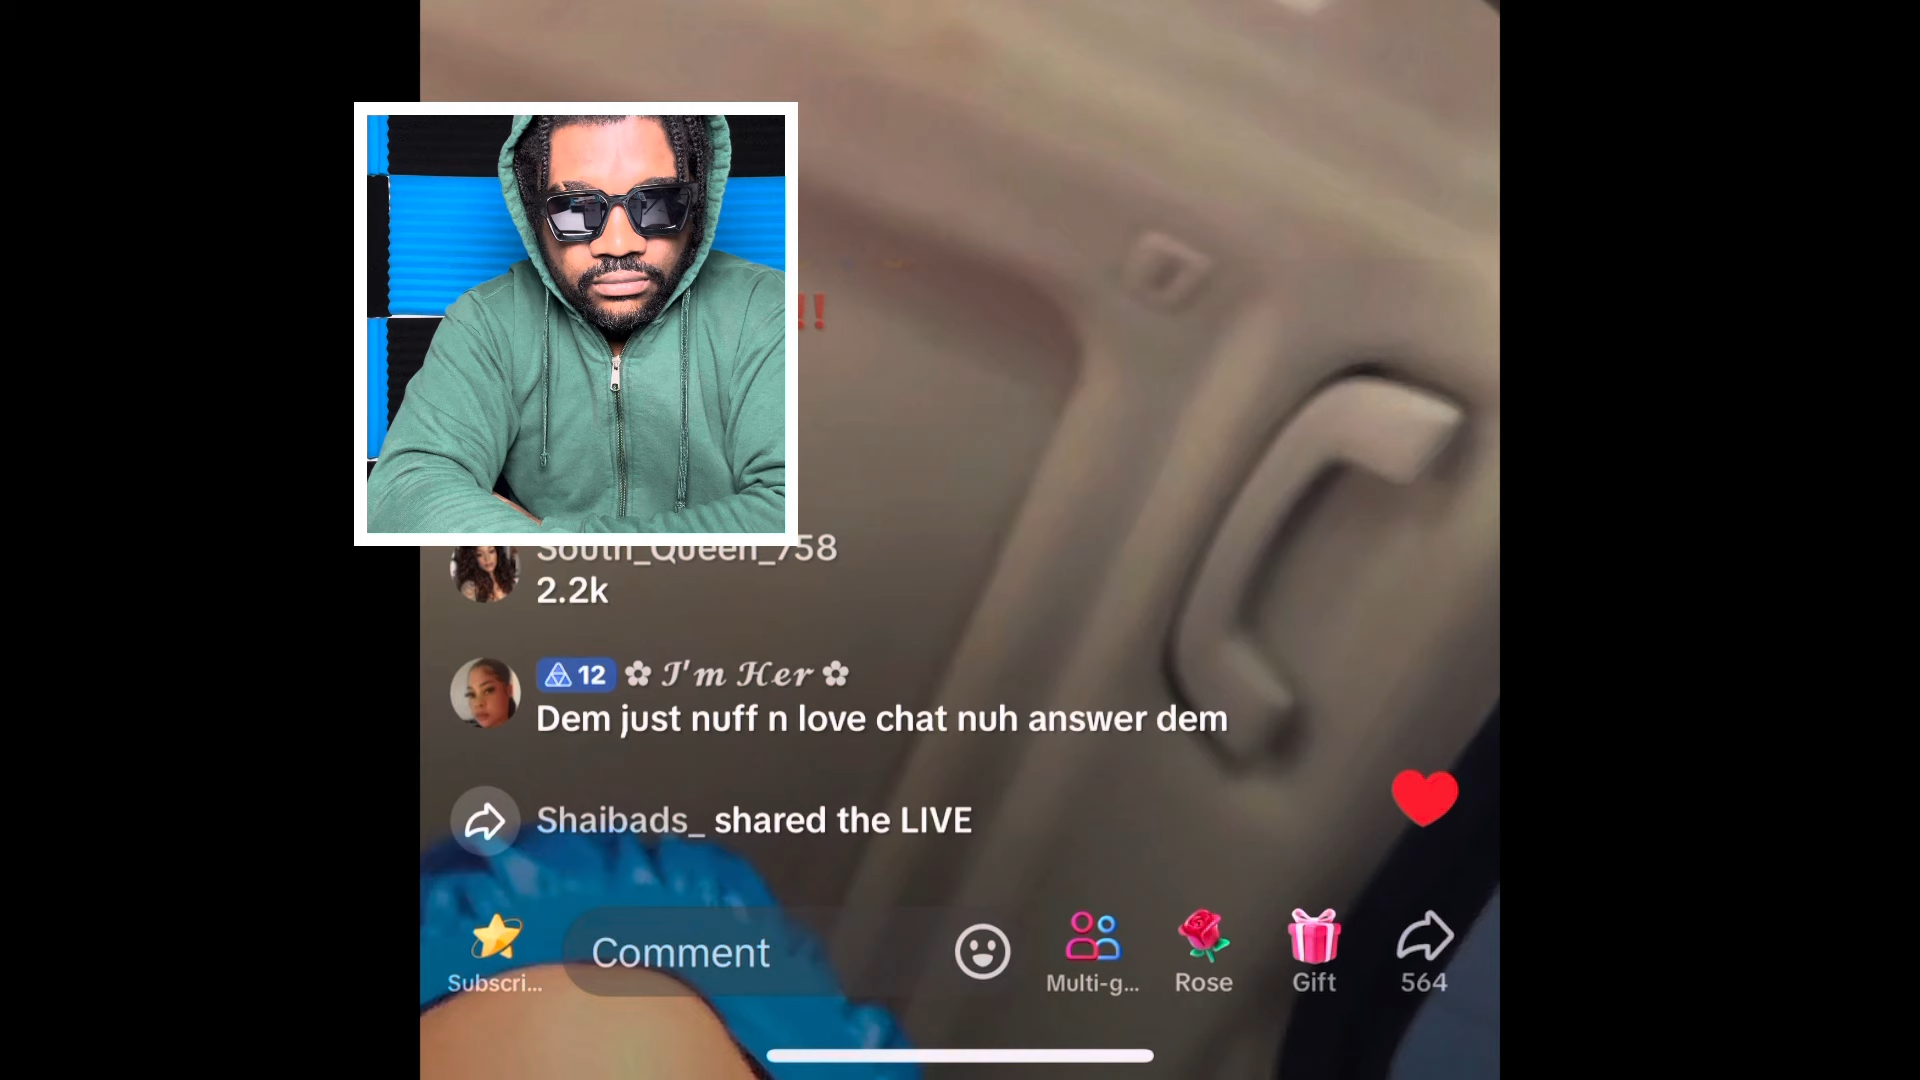 !!
South_Queen_758
2.2k
12 ✿ I'm Her ✿
Dem just nuff n love chat nuh answer dem
Shaibads_ shared the LIVE
Subscri...
Comment
Multi-g...
Rose
Gift
564